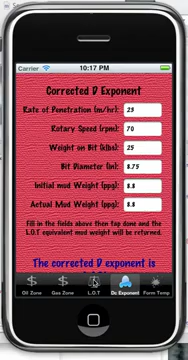 Carrier
10:17 PM
Corrected D Exponent
Rate of Penetration (m/hr): 23
Rotary Speed (rpm): 70
Weight on Bit (klbs): 25
Bit Diameter (in): 8.75
Initial mud Weight (ppg): 8.8
Actual Mud Weight (ppg): 8.8
Fill in the fields above then tap done and the
L.O.T equivalent mud weight will be returned.
The corrected D exponent is
Oil Zone
Gas Zone
L.O.T
Dc Exponent
Form Temp